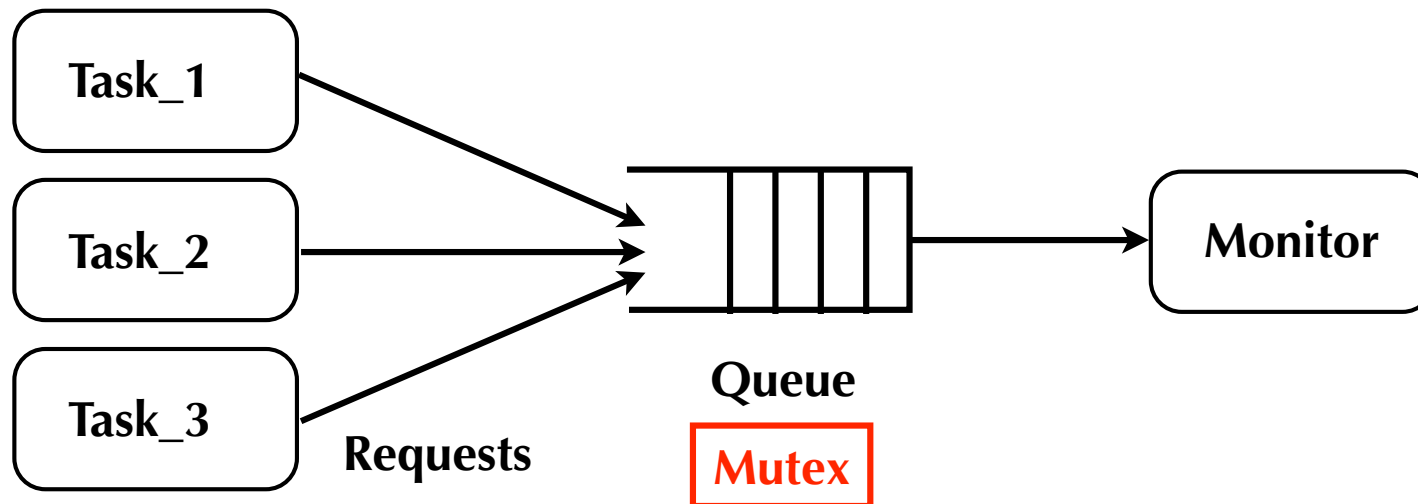 Task_1
Task_2
Task_3
Requests
Queue
Mutex
Monitor